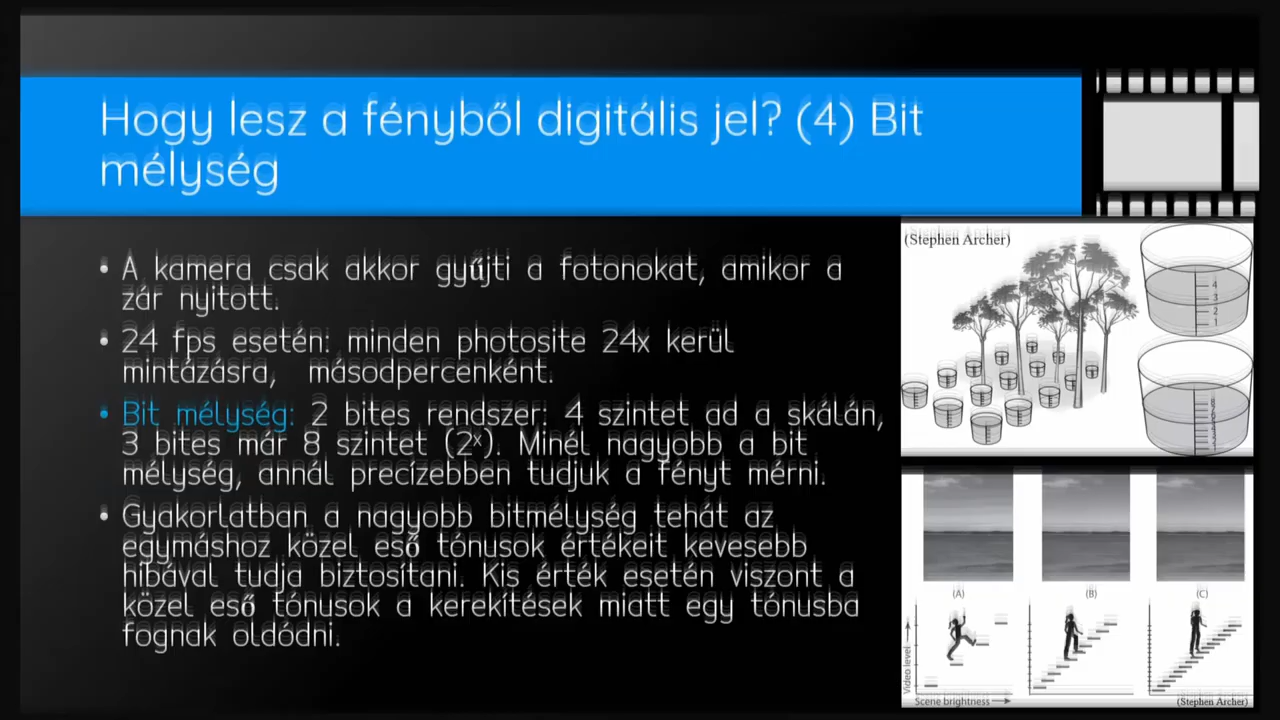 Hogy lesz a fényből digitális jel? (4) Bit
mélység
• A kamera csak akkor gyűjti a fotonokat, amikor a
zár nyitott.
• 24 fps esetén: minden photosite 24x kerül
mintázásra, másodpercenként.
• Bit mélység: 2 bites rendszer: 4 szintet ad a skálán,
3 bites már 8 szintet (2ˣ). Minél nagyobb a bit
mélység, annál precízebben tudjuk a fényt mérni.
• Gyakorlatban a nagyobb bitmélység tehát az
egymáshoz közel eső tónusok értékeit kevesebb
hibával tudja biztosítani. Kis érték esetén viszont a
közel eső tónusok a kerekítések miatt egy tónusba
fognak oldódni.
(Stephen Archer)
4
3
2
1
(A) (B) (C)
Video level
Scene brightness
(Stephen Archer)